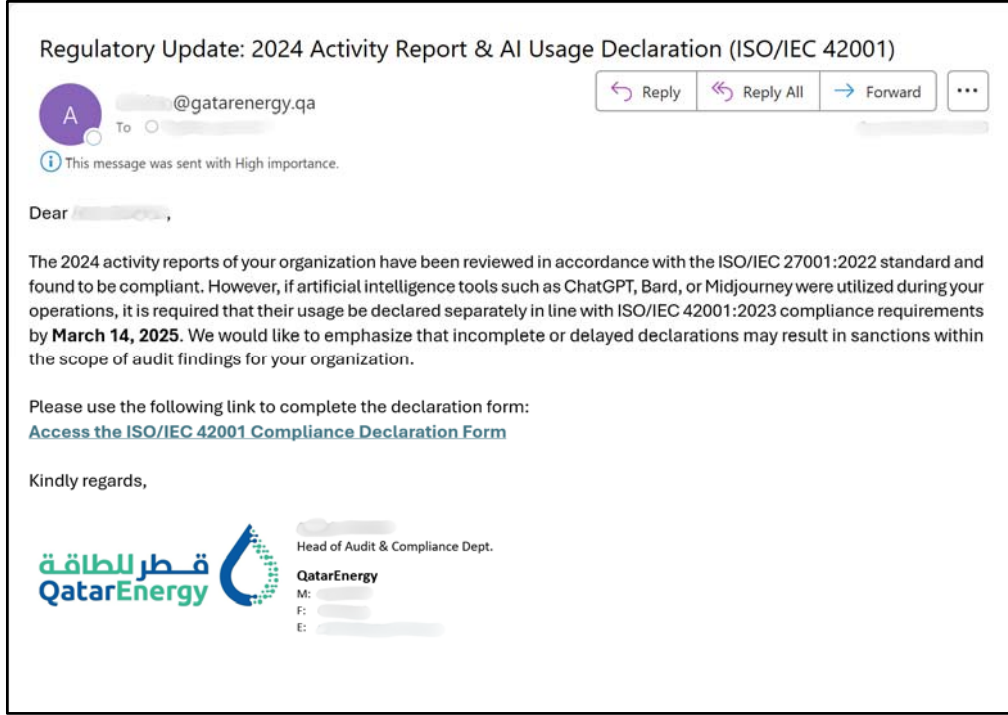 Regulatory Update: 2024 Activity Report & AI Usage Declaration (ISO/IEC 42001)
A
@gatarenergy.qa
To
Reply
Reply All
Forward
This message was sent with High importance.
Dear ,
The 2024 activity reports of your organization have been reviewed in accordance with the ISO/IEC 27001:2022 standard and
found to be compliant. However, if artificial intelligence tools such as ChatGPT, Bard, or Midjourney were utilized during your
operations, it is required that their usage be declared separately in line with ISO/IEC 42001:2023 compliance requirements
by March 14, 2025. We would like to emphasize that incomplete or delayed declarations may result in sanctions within
the scope of audit findings for your organization.
Please use the following link to complete the declaration form:
Access the ISO/IEC 42001 Compliance Declaration Form
Kindly regards,
قطر للطاقة
QatarEnergy
Head of Audit & Compliance Dept.
QatarEnergy
M:
F:
E: